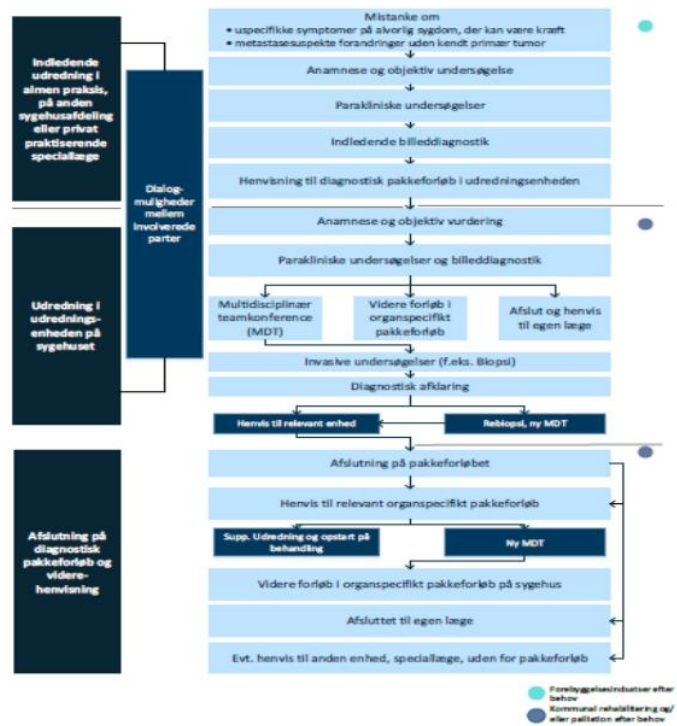 Mistanke om
• uspecifikke symptomer på alvorlig sygdom, der kan være kræft
• metastasesuspekte forandringer uden kendt primær tumor
Indledende
udredning i
almen praksis,
på anden
sygehusafdeling
eller privat
praktiserende
speciallæge
Anamnese og objektiv undersøgelse
Parakliniske undersøgelser
Indledende billeddiagnostik
Henvisning til diagnostisk pakkeforløb i udredningsenheden
Dialog-
muligheder
mellem
involverede
parter
Anamnese og objektiv vurdering
Parakliniske undersøgelser og billeddiagnostik
Udredning i
udrednings-
enheden på
sygehuset
Multidisciplinær
teamkonference
(MDT)
Videre forløb i
organspecifikt
pakkeforløb
Afslut og henvis
til egen læge
Invasive undersøgelser (f.eks. Biopsi)
Diagnostisk afklaring
Henvis til relevant enhed
Rebiopsi, ny MDT
Afslutning på
diagnostisk
pakkeforløb og
videre-
henvisning
Afslutning på pakkeforløbet
Henvis til relevant organspecifikt pakkeforløb
Supp. Udredning og opstart på
behandling
Ny MDT
Videre forløb i organspecifikt pakkeforløb på sygehus
Afsluttet til egen læge
Evt. henvis til anden enhed, speciallæge, uden for pakkeforløb
Forebyggelsesindsatser efter
behov
Kommunal rehabilitering og/
eller palliation efter behov